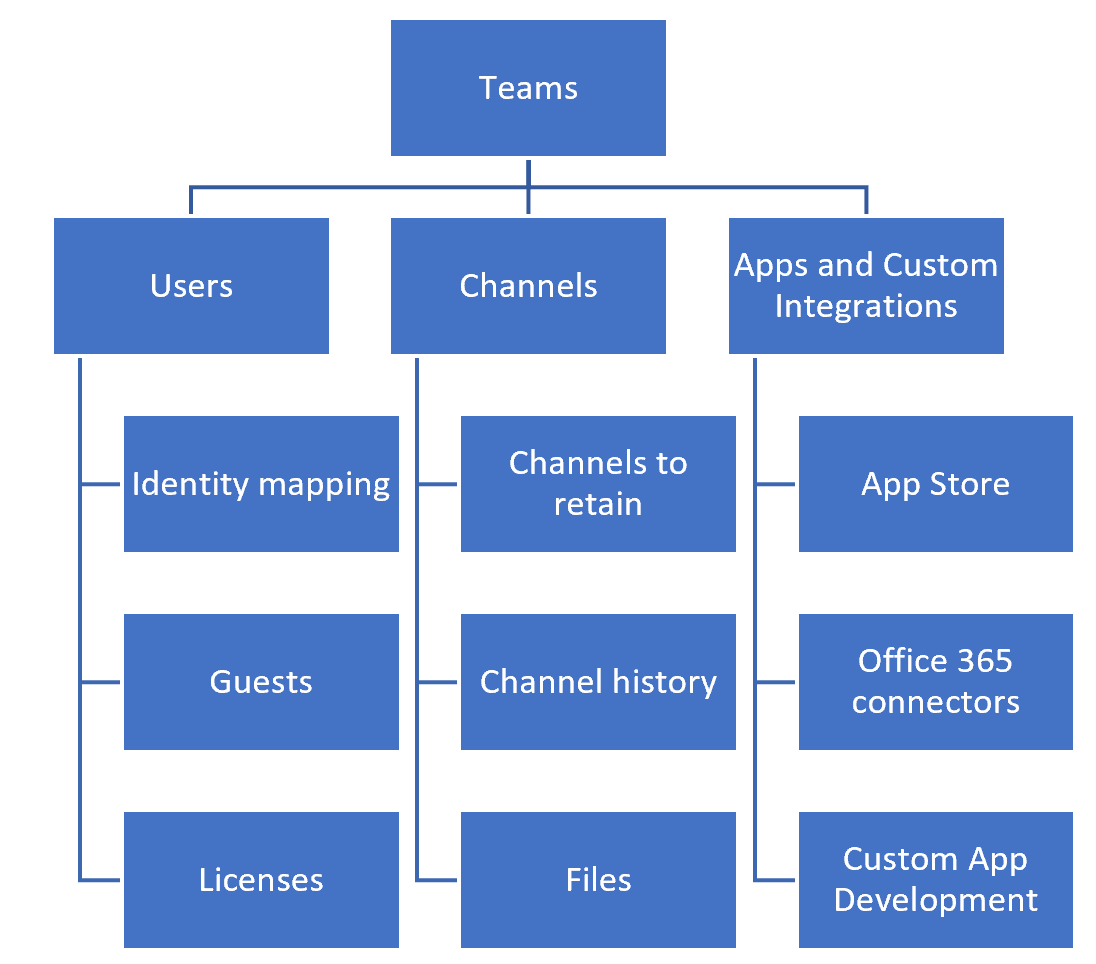 Teams
Users
Channels
Apps and Custom
Integrations
Identity mapping
Channels to
retain
App Store
Guests
Channel history
Office 365
connectors
Licenses
Files
Custom App
Development